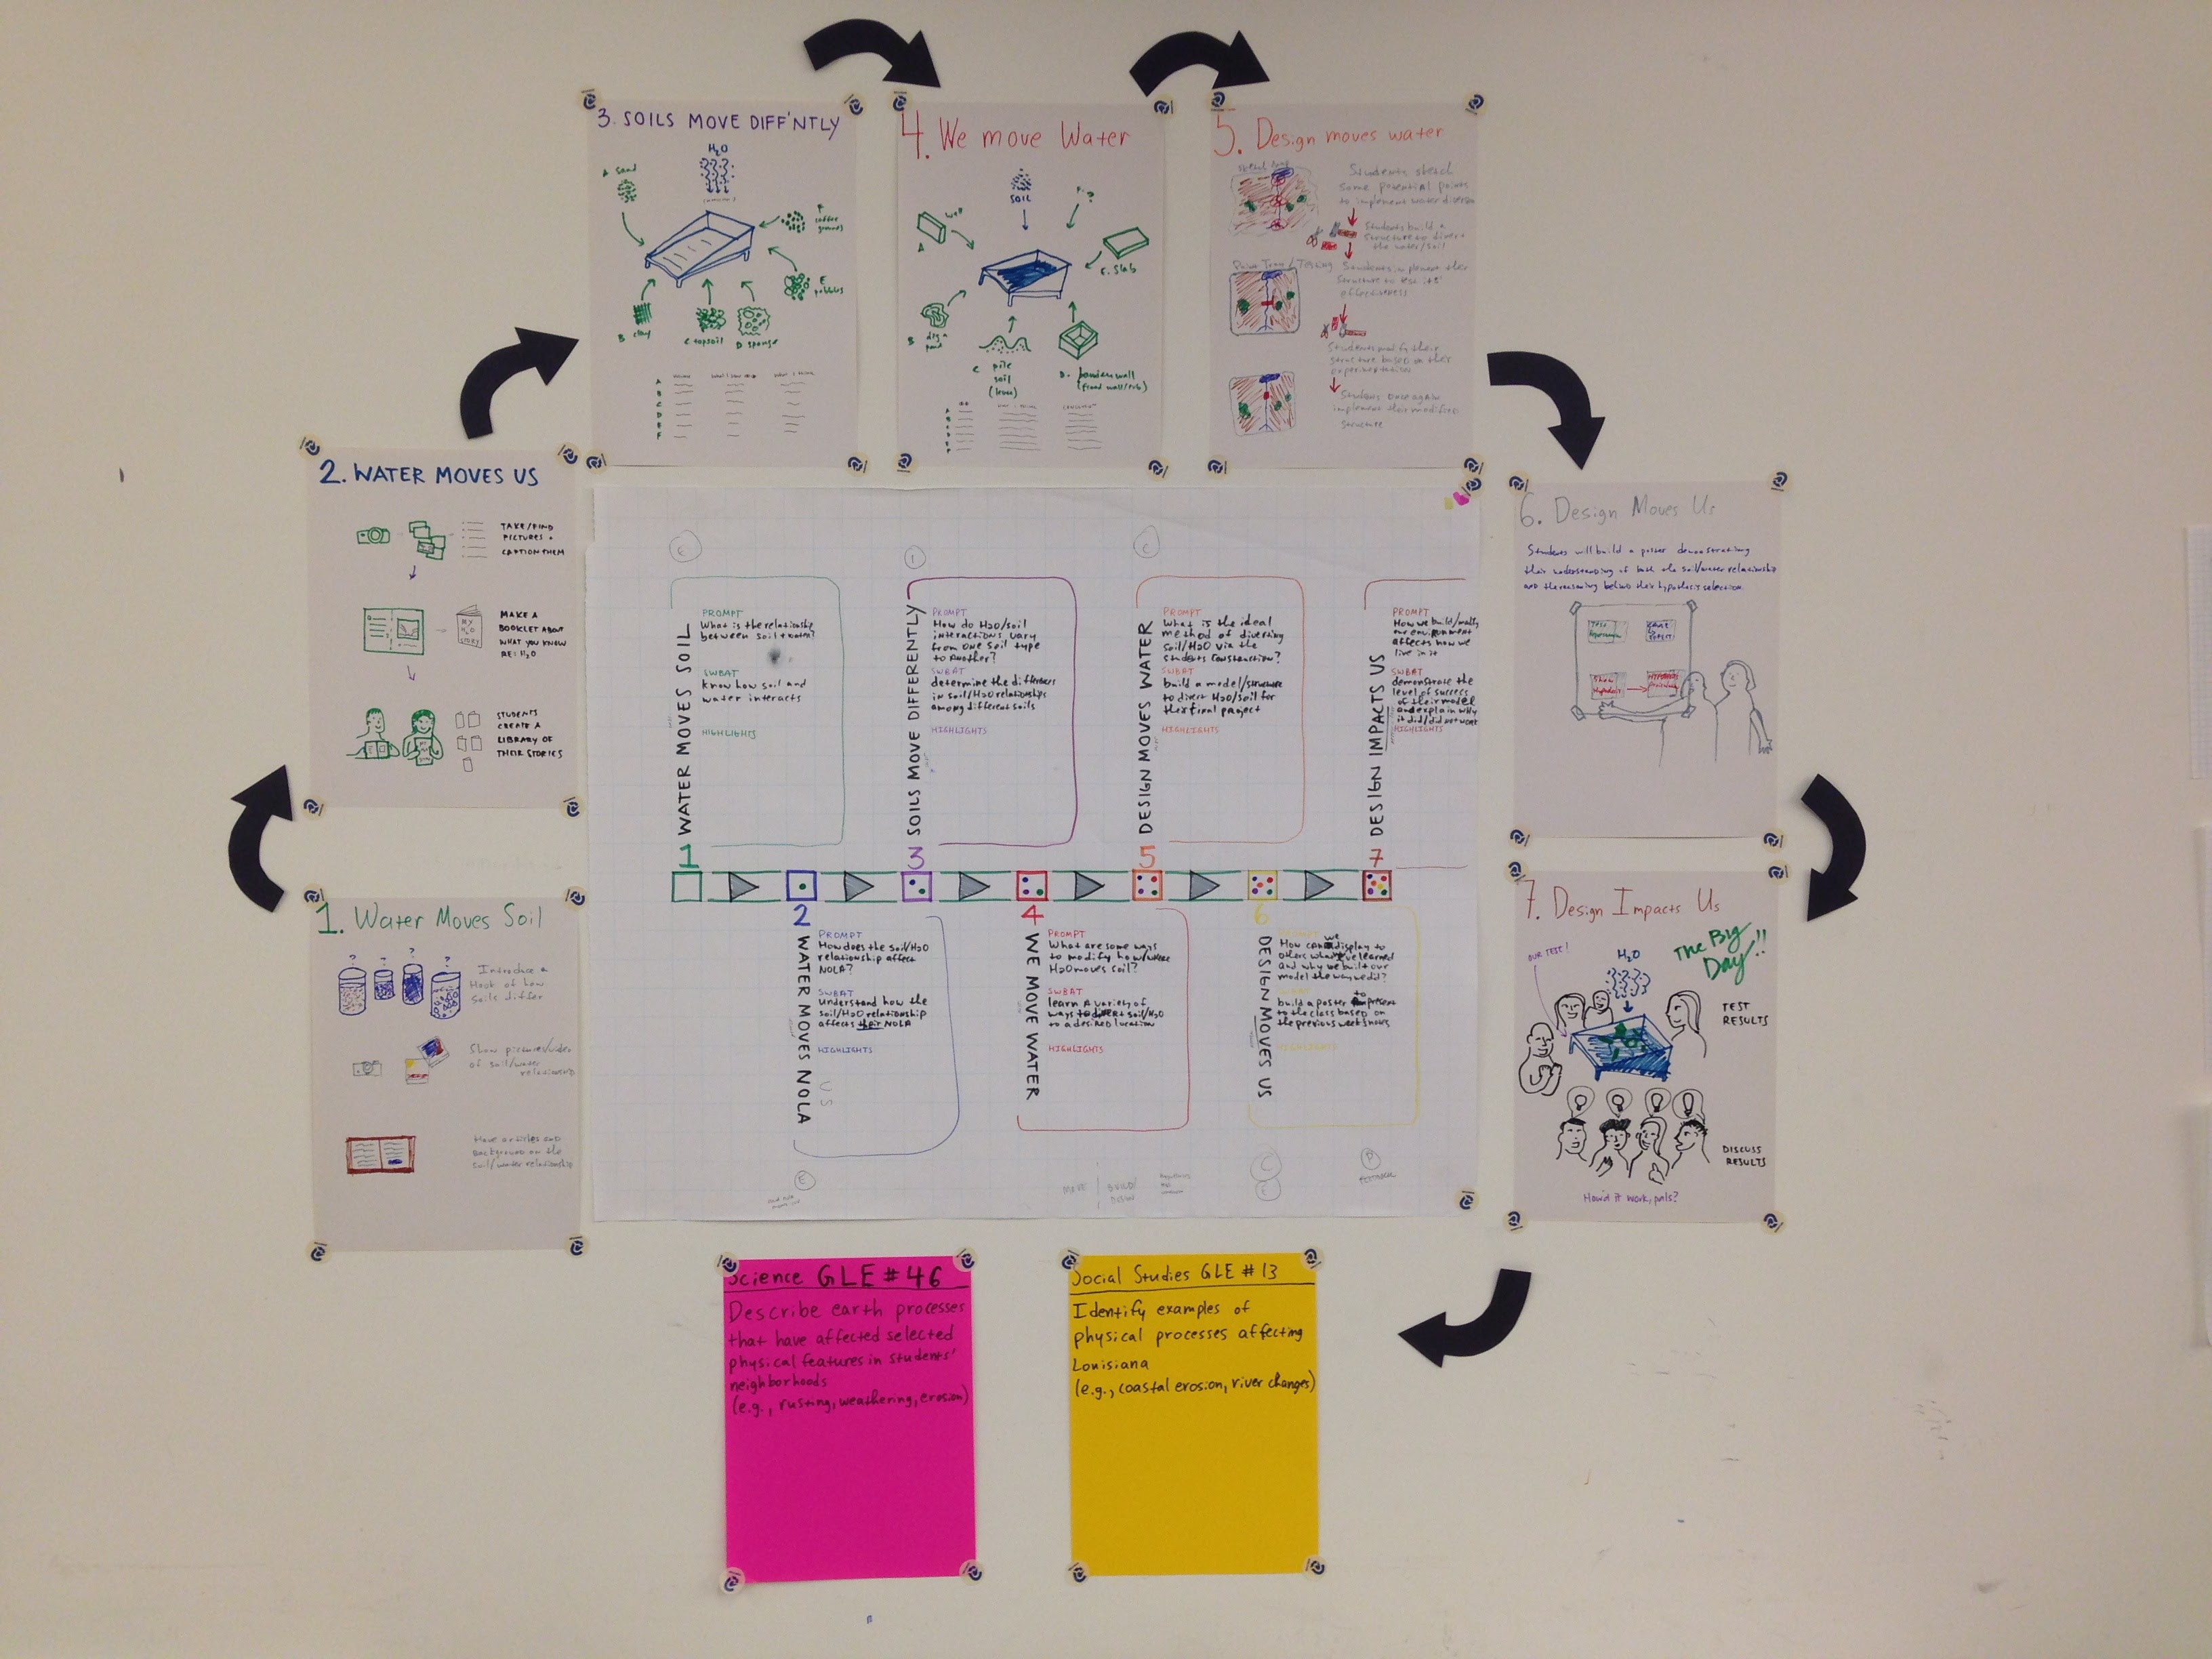 1. Water Moves Soil
Introduce a
Hook of how
soils differ
Show pictures/video
of soil/water
relationship
Have articles and
background on the
soil/water relationship
2. WATER MOVES US
TAKE/FIND
PICTURES +
CAPTION THEM
MY
H2O
STORY
MAKE A
BOOKLET ABOUT
WHAT YOU KNOW
RE: H2O
STUDENTS
CREATE A
LIBRARY OF
THEIR STORIES
3. SOILS MOVE DIFF'NTLY
H2O
A sand
F coffee
grounds
E pebbles
B clay
C topsoil
D sponge
A
B
C
D
E
F
4. We move Water
SOIL
F. ?
wall
A
E. Slab
B dig a
pond
C pile
soil
(levee)
D. border wall
5. Design moves water
Students sketch
some potential points
to implement water diversion
Students build a
structure to divert
the water/soil
Students implement their
structure to test its'
effectiveness
Students modify their
structure based on their
experimentation
Students once again
implement their modified
structure
6. Design Moves Us
Students will build a poster demonstrating
their understanding of both the soil/water relationship
and the reasoning behind their hypothesis selection.
7. Design Impacts Us
The Big
Day!!
OUR TEST!
H2O
TEST
RESULTS
DISCUSS
RESULTS
How'd it work, pals?
1 WATER MOVES SOIL
PROMPT
What is the relationship
between soil + water?
SWBAT
know how soil and
water interacts
HIGHLIGHTS
3 SOILS MOVE DIFFERENTLY
PROMPT
How do H2O/soil
interactions vary
from one soil type
to another?
SWBAT
determine the differences
in soil/H2O relationships
among different soils
HIGHLIGHTS
5 DESIGN MOVES WATER
PROMPT
What is the ideal
method of diverting
soil/H2O via the
students construction?
SWBAT
build a model/structure
to direct H2O/soil for
their final project
HIGHLIGHTS
7 DESIGN IMPACTS US
PROMPT
How we build/modify
our environment
affects how we
live in it
SWBAT
demonstrate the
level of success
of their model
and explain why
it did/did not work
HIGHLIGHTS
2 WATER MOVES NOLA
US
PROMPT
How does the soil/H2O
relationship affect
NOLA?
SWBAT
understand how the
soil/H2O relationship
affects their NOLA
HIGHLIGHTS
4 WE MOVE WATER
PROMPT
What are some ways
to modify how/where
H2O moves soil?
SWBAT
learn a variety of
ways to divert soil/H2O
to a desired location
HIGHLIGHTS
6 DESIGN MOVES US
PROMPT
How can we display to
others what we've learned
and why we built our
model the way we did?
SWBAT
build a poster to present
to the class based on
the previous weeks' work
HIGHLIGHTS
E
MOVE
BUILD/
DESIGN
Science GLE #46
Describe earth processes
that have affected selected
physical features in students'
neighborhoods
(e.g., rusting, weathering, erosion)
Social Studies GLE #13
Identify examples of
physical processes affecting
Louisiana
(e.g., coastal erosion, river changes)